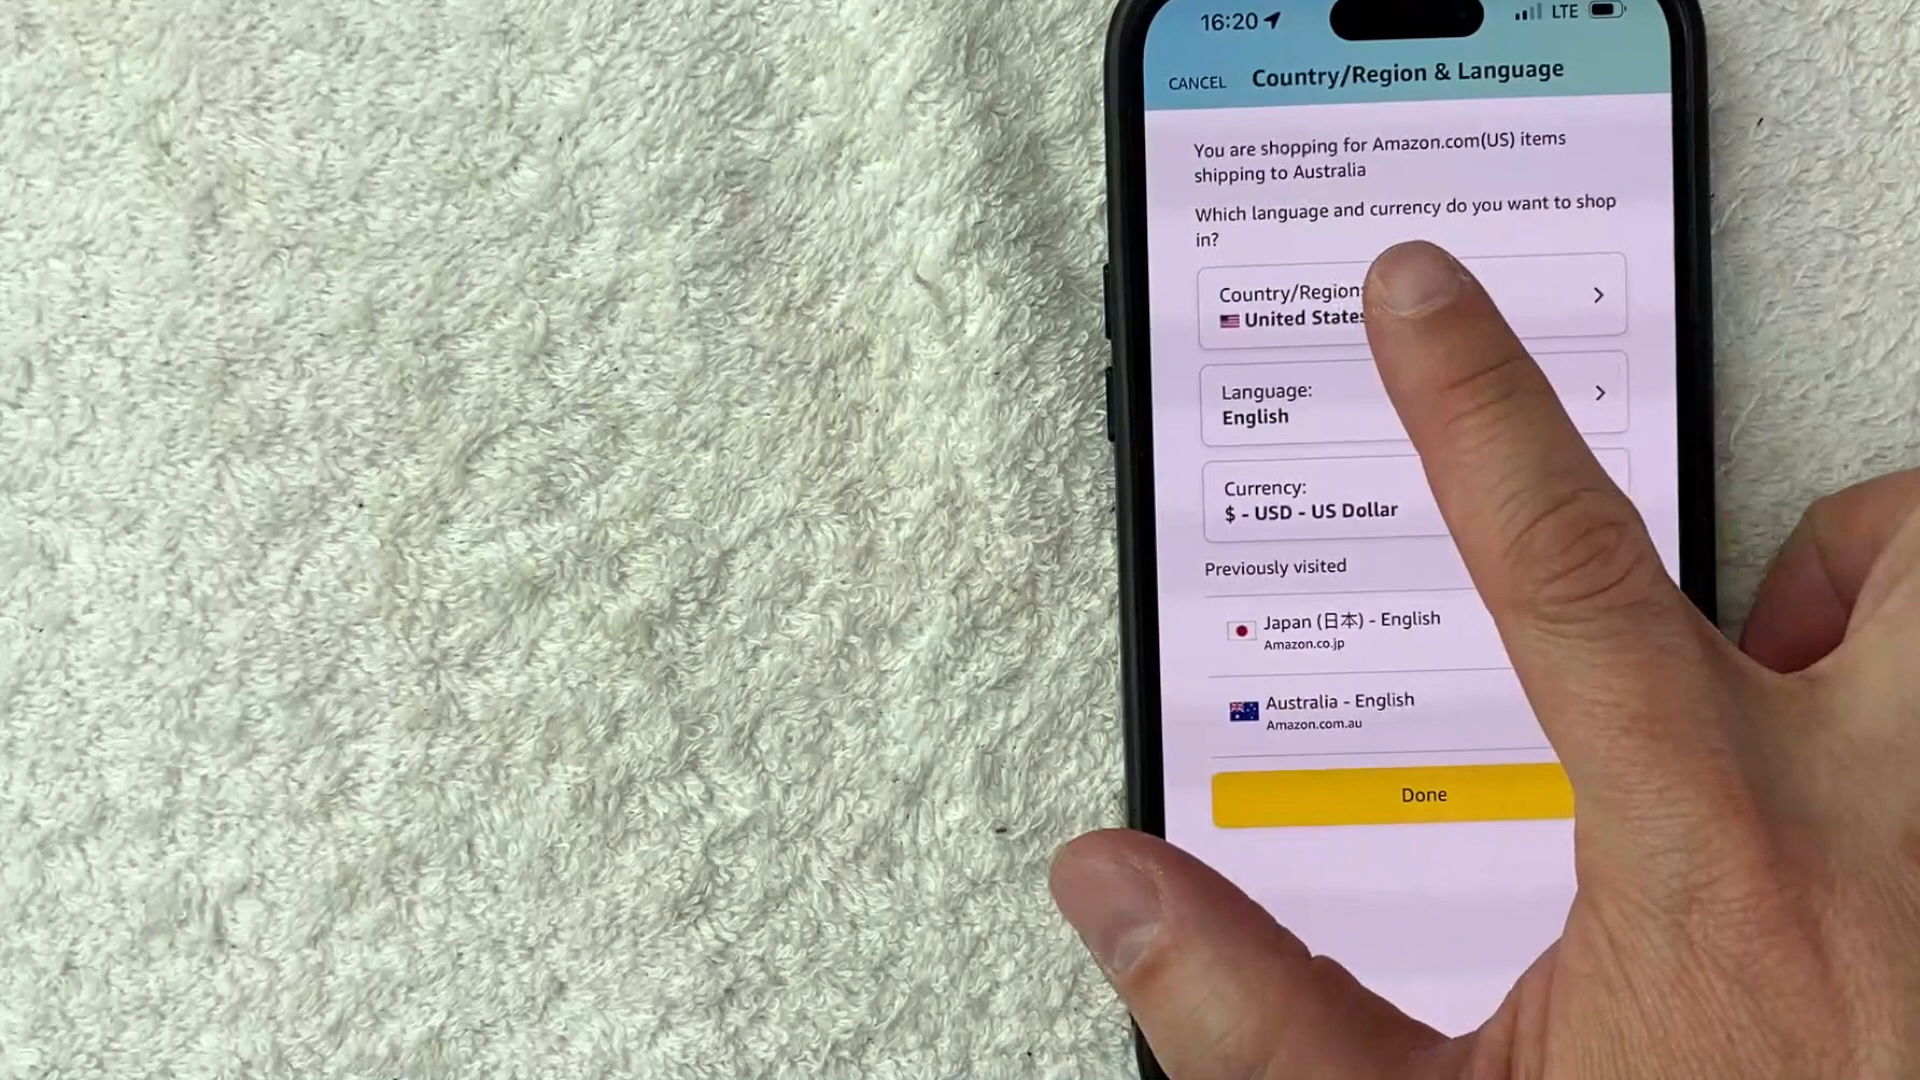 16:20
LTE
CANCEL
Country/Region & Language
You are shopping for Amazon.com(US) items
shipping to Australia
Which language and currency do you want to shop
in?
Country/Region:
United States
Language:
English
Currency:
$ - USD - US Dollar
Previously visited
Japan (日本) - English
Amazon.co.jp
Australia - English
Amazon.com.au
Done